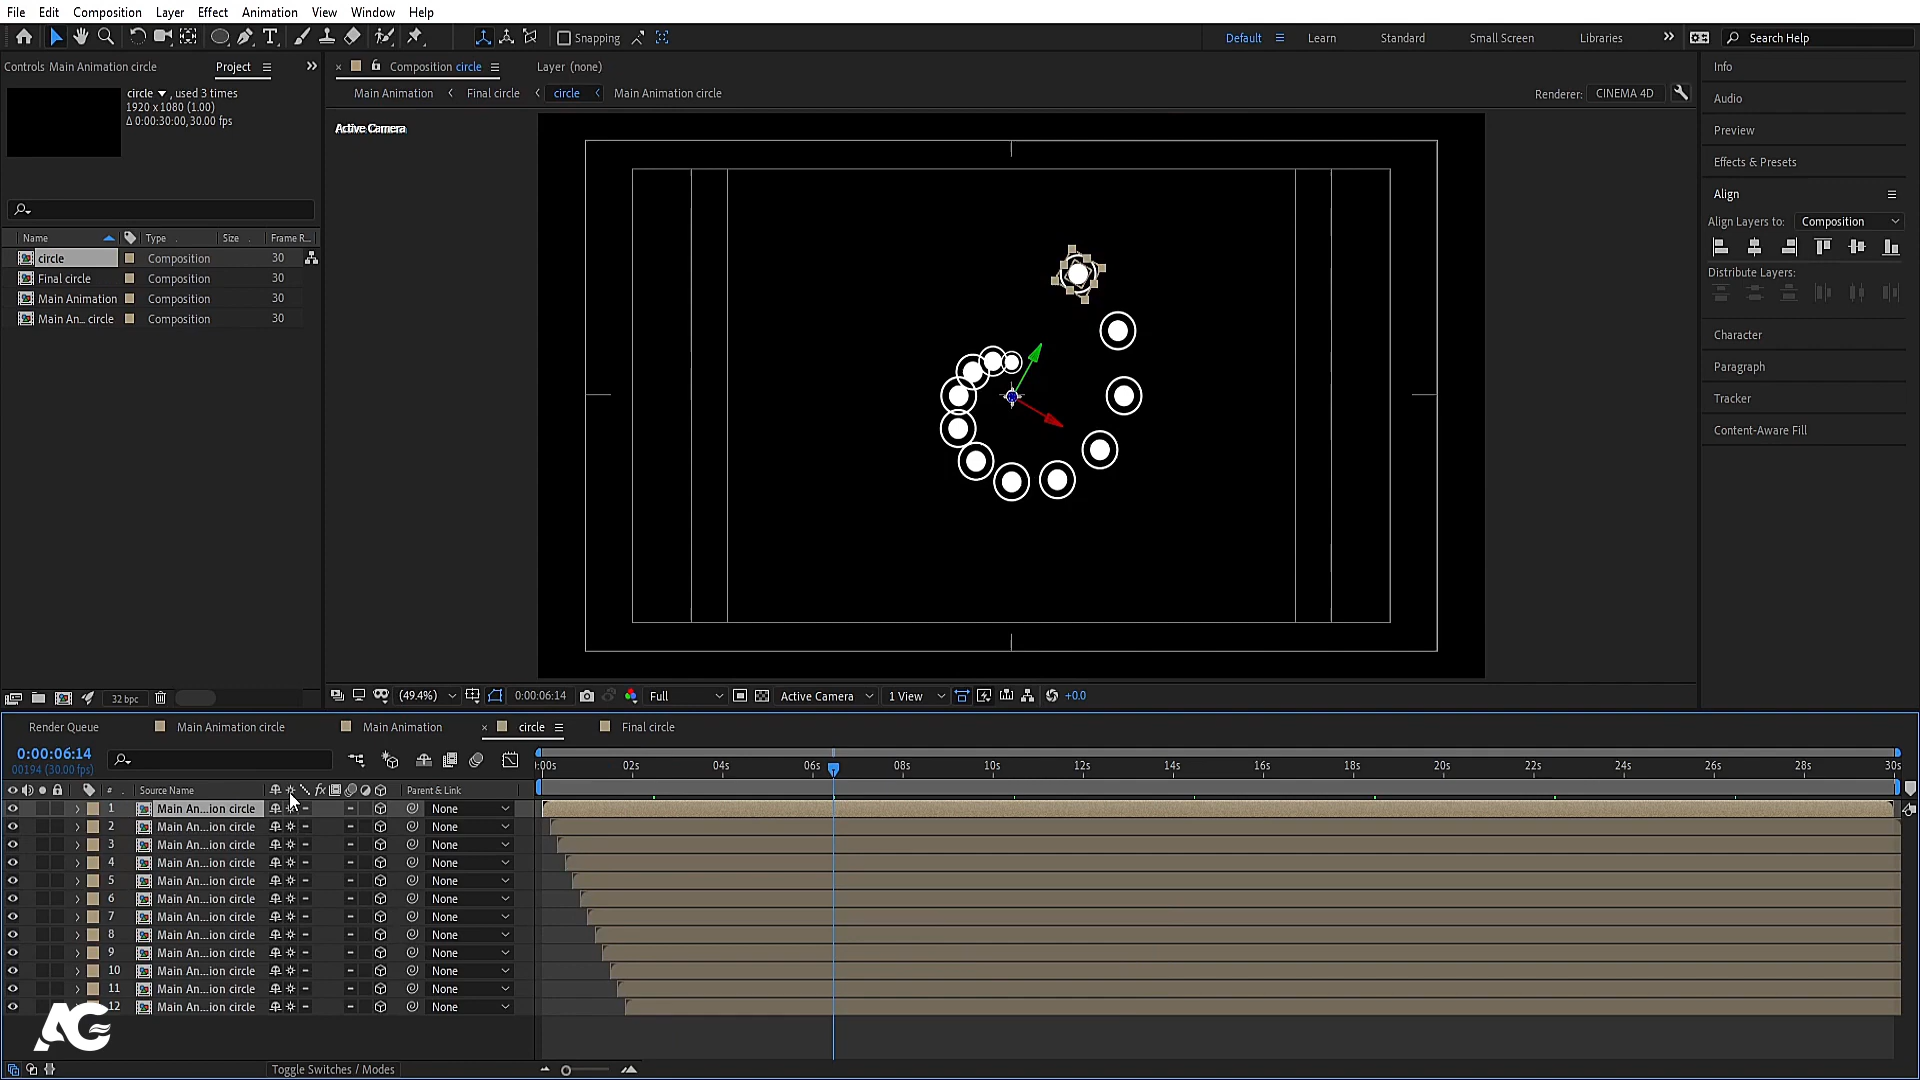 File Edit Composition Layer Effect Animation View Window Help
Snapping
Default Learn Standard Small Screen Libraries Search Help
Controls Main Animation circle Project
circle , used 3 times
1920 x 1080 (1.00)
Δ 0:00:30:00, 30.00 fps
Name Type Size Frame R...
circle Composition 30
Final circle Composition 30
Main Animation Composition 30
Main An... circle Composition 30
32 bpc
Composition circle Layer (none)
Main Animation Final circle circle Main Animation circle
Renderer: CINEMA 4D
Active Camera
(49.4%) 0:00:06:14 Full Active Camera 1 View +0.0
Info
Audio
Preview
Effects & Presets
Align
Align Layers to: Composition
Distribute Layers:
Character
Paragraph
Tracker
Content-Aware Fill
Render Queue Main Animation circle Main Animation circle Final circle
0:00:06:14
00194 (30.00 fps)
:00s 02s 04s 06s 08s 10s 12s 14s 16s 18s 20s 22s 24s 26s 28s 30s
# Source Name Parent & Link
1 Main An...ion circle None
2 Main An...ion circle None
3 Main An...ion circle None
4 Main An...ion circle None
5 Main An...ion circle None
6 Main An...ion circle None
7 Main An...ion circle None
8 Main An...ion circle None
9 Main An...ion circle None
10 Main An...ion circle None
11 Main An...ion circle None
12 Main An...ion circle None
AG
Toggle Switches / Modes